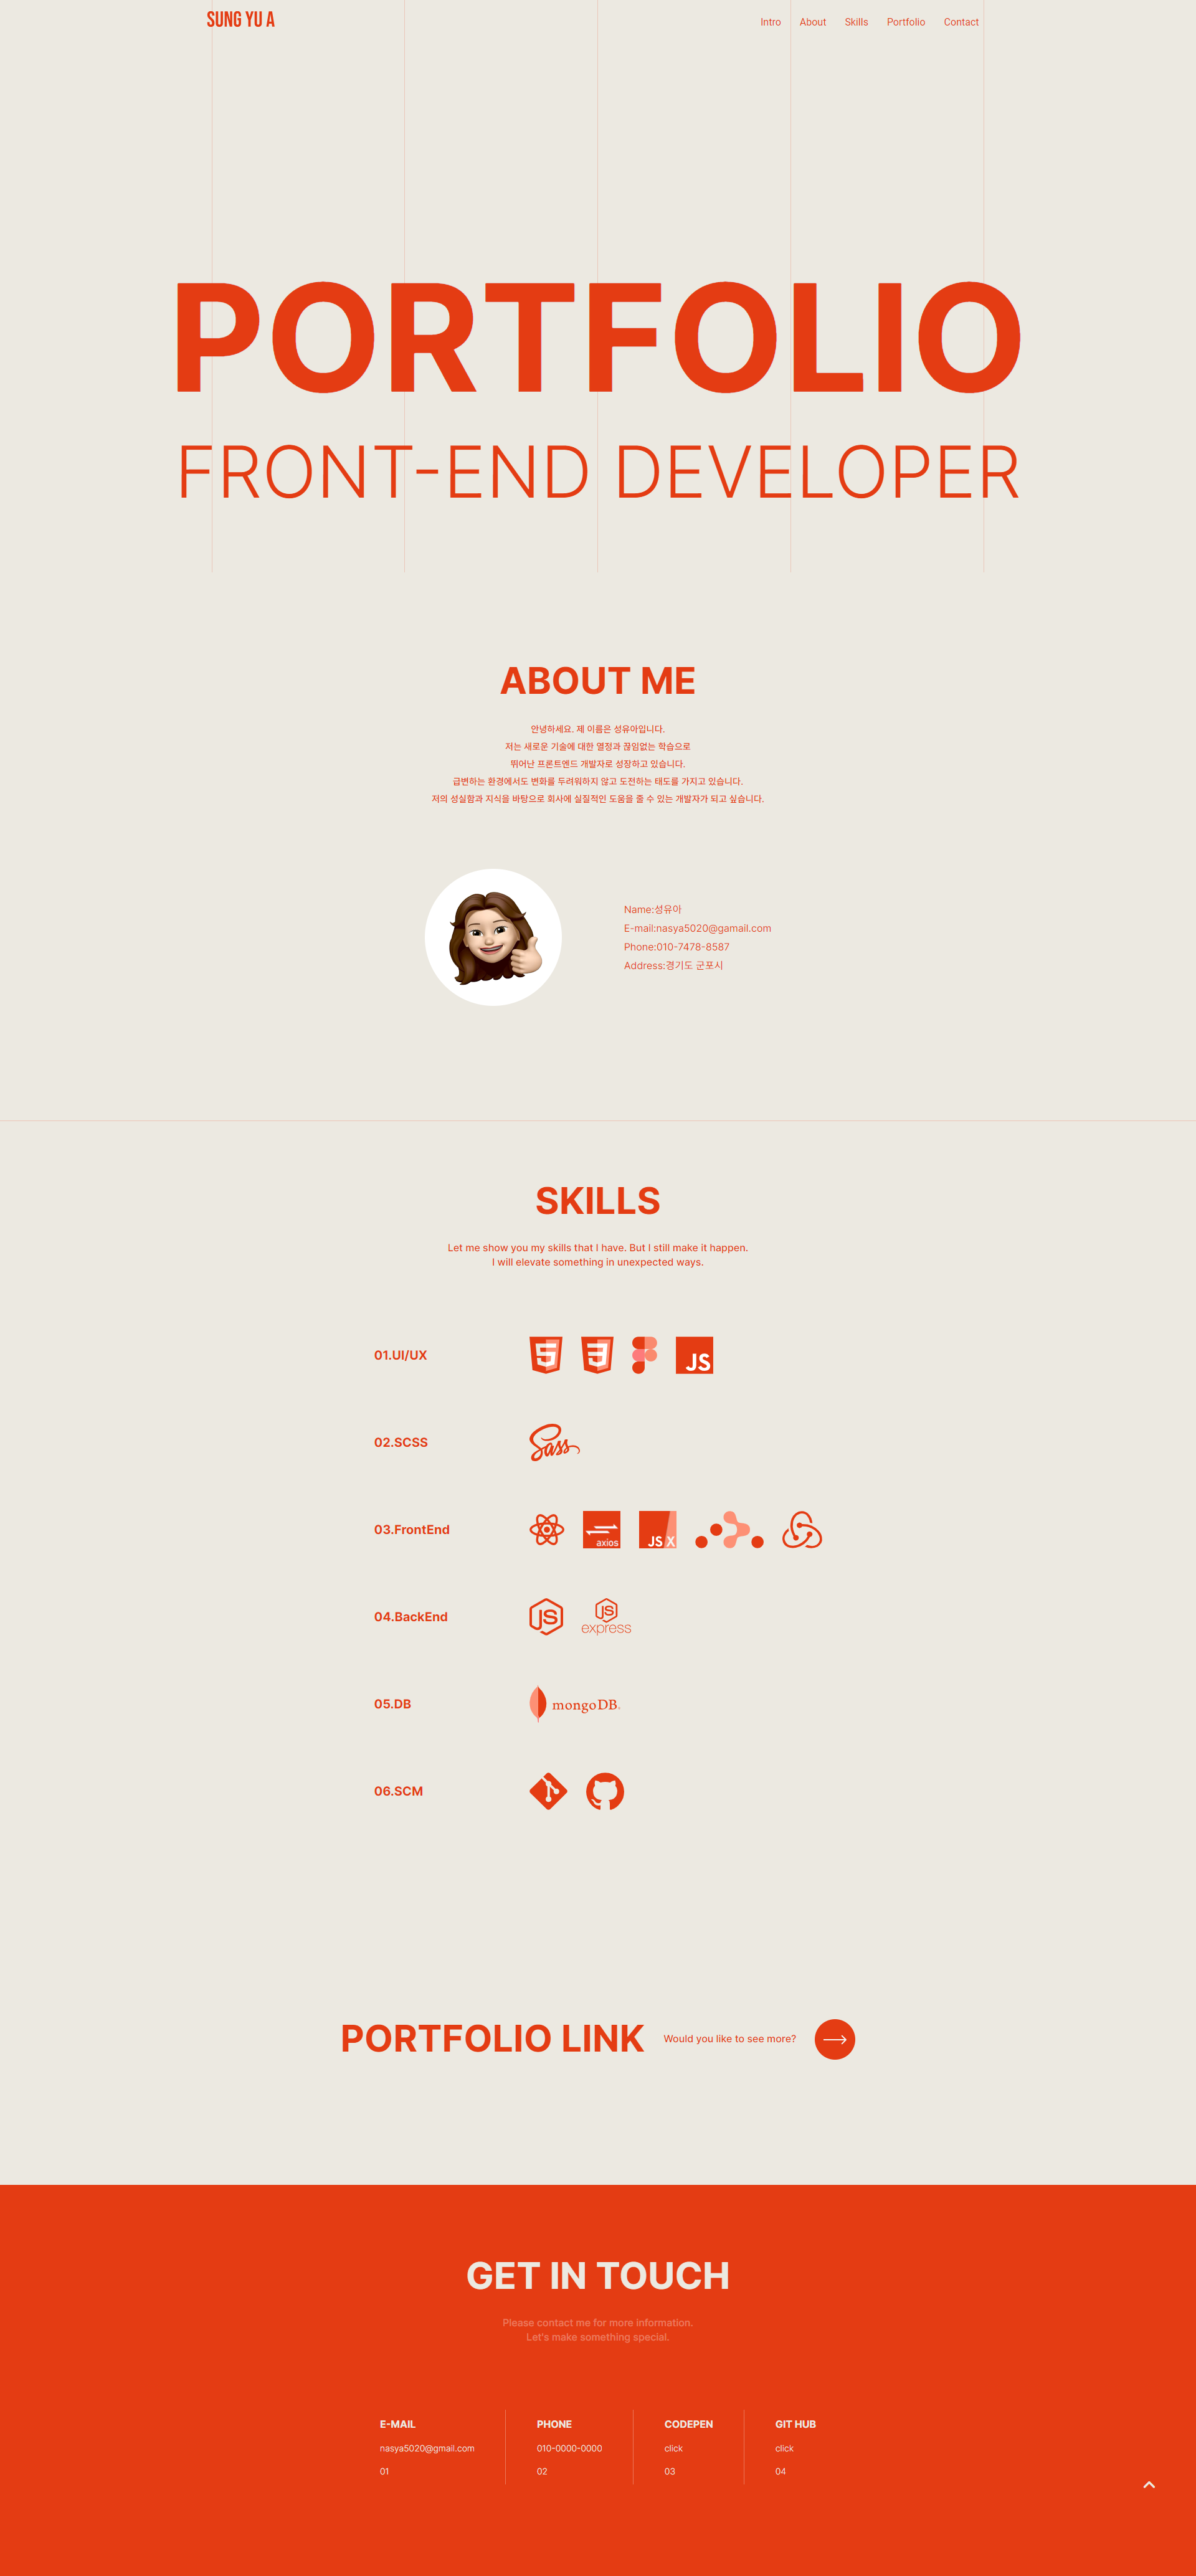 SUNG YU A
Intro About Skills Portfolio Contact
PORTFOLIO
FRONT-END DEVELOPER
ABOUT ME
안녕하세요. 제 이름은 성유아입니다.
저는 새로운 기술에 대한 열정과 끊임없는 학습으로
뛰어난 프론트엔드 개발자로 성장하고 있습니다.
급변하는 환경에서도 변화를 두려워하지 않고 도전하는 태도를 가지고 있습니다.
저의 성실함과 지식을 바탕으로 회사에 실질적인 도움을 줄 수 있는 개발자가 되고 싶습니다.
Name:성유아
E-mail:nasya5020@gamail.com
Phone:010-7478-8587
Address:경기도 군포시
SKILLS
Let me show you my skills that I have. But I still make it happen.
I will elevate something in unexpected ways.
01.UI/UX
JS
02.SCSS
Sass
03.FrontEnd
axios
JSX
04.BackEnd
JS
JS
express
05.DB
mongoDB.
06.SCM
PORTFOLIO LINK
Would you like to see more?
GET IN TOUCH
Please contact me for more information.
Let's make something special.
E-MAIL
nasya5020@gmail.com
01
PHONE
010-0000-0000
02
CODEPEN
click
03
GIT HUB
click
04